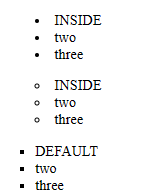 INSIDE
two
three
INSIDE
two
three
DEFAULT
two
three